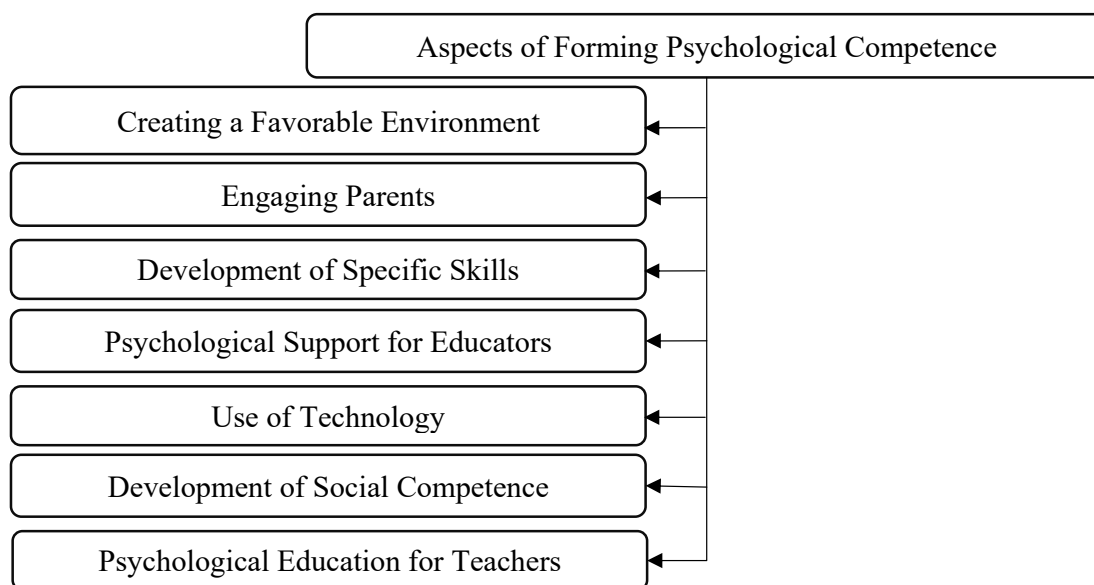 Aspects of Forming Psychological Competence
Creating a Favorable Environment
Engaging Parents
Development of Specific Skills
Psychological Support for Educators
Use of Technology
Development of Social Competence
Psychological Education for Teachers